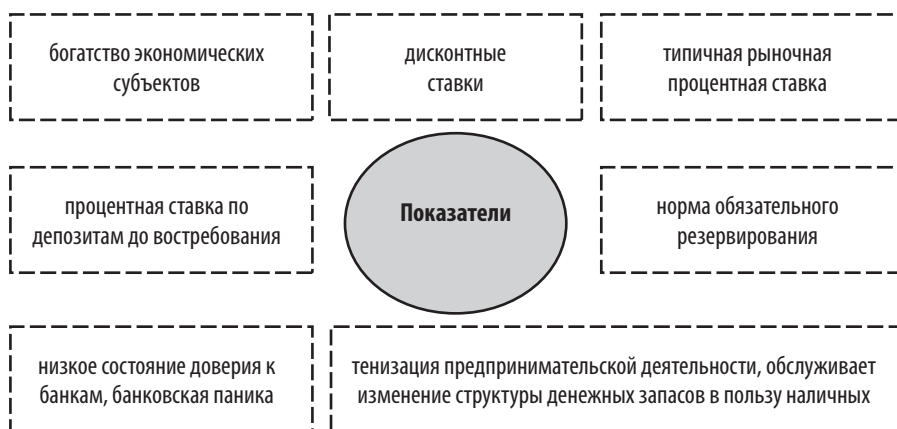 богатство экономических
субъектов
дисконтные
ставки
типичная рыночная
процентная ставка
процентная ставка по
депозитам до востребования
Показатели
норма обязательного
резервирования
низкое состояние доверия к
банкам, банковская паника
тенизация предпринимательской деятельности, обслуживает
изменение структуры денежных запасов в пользу наличных